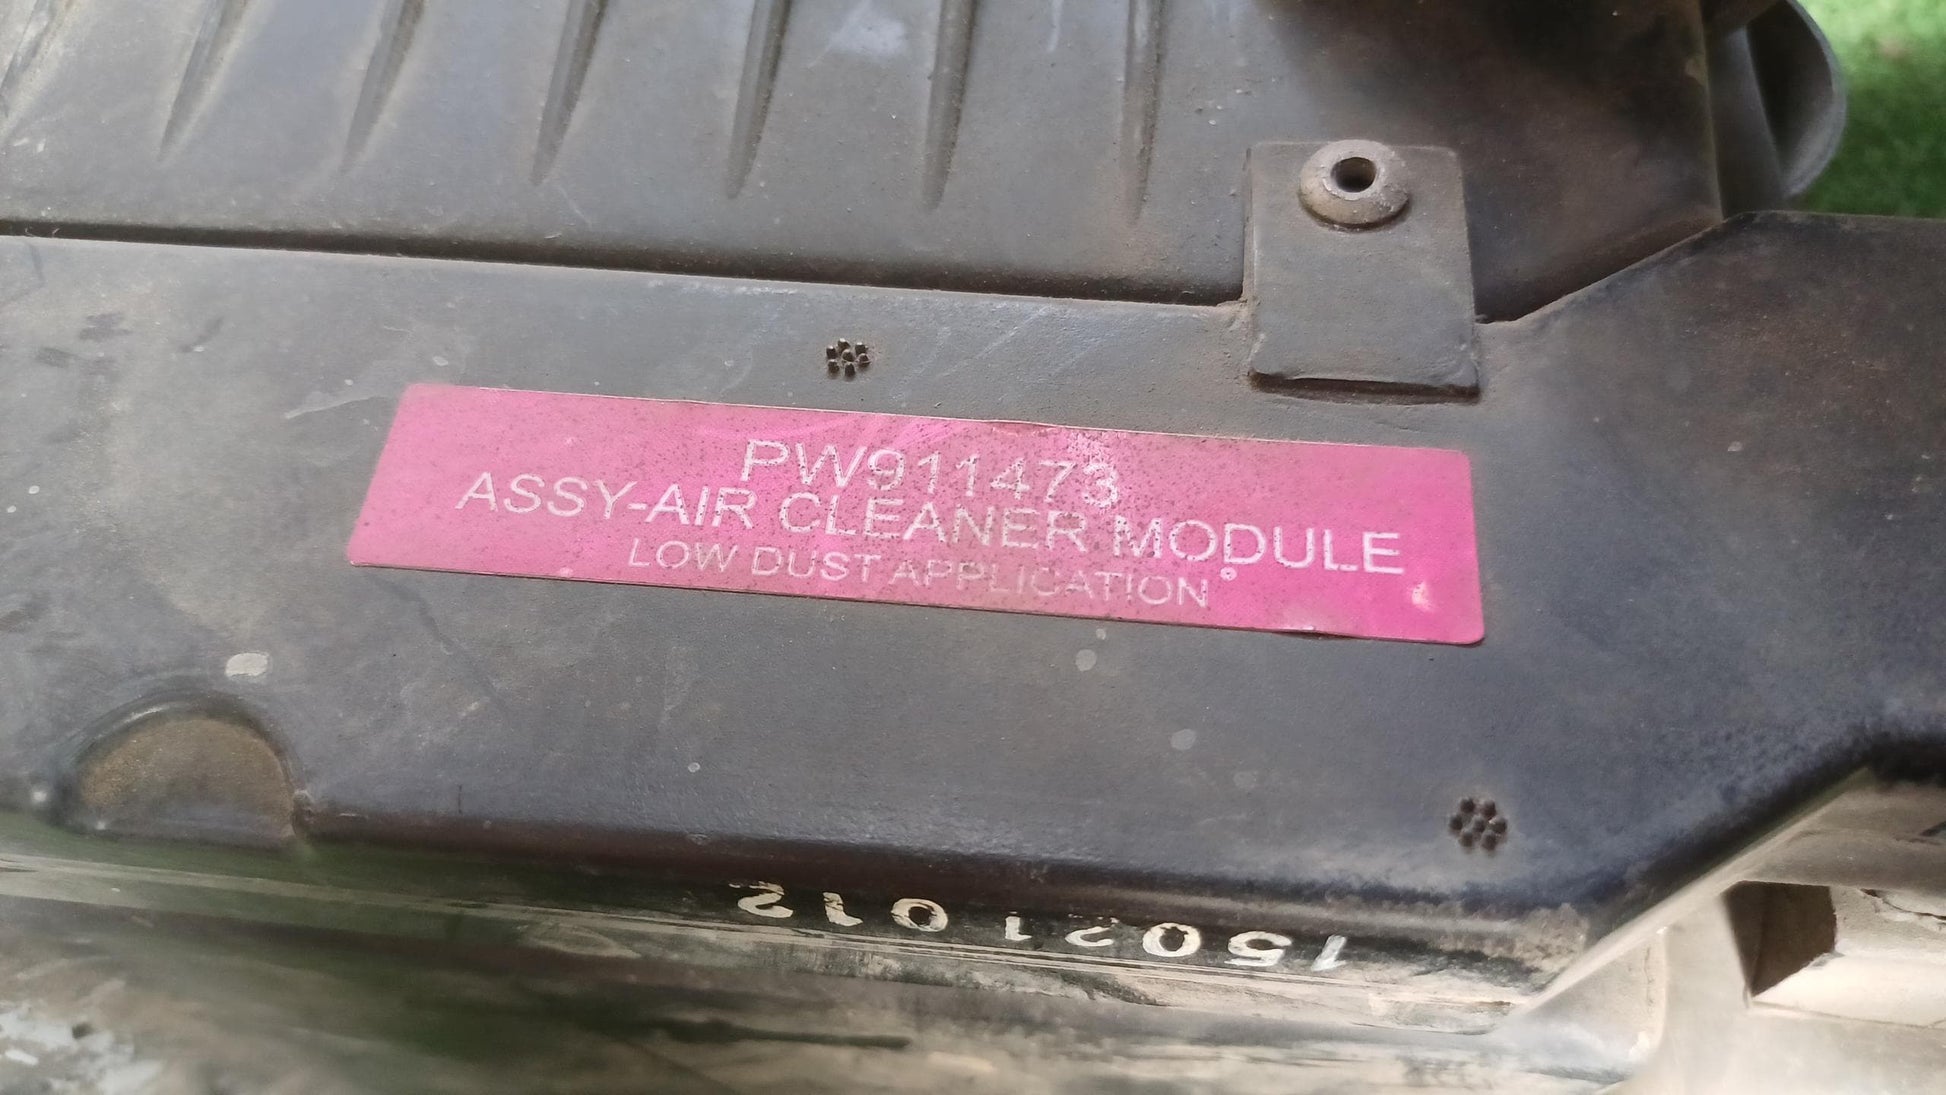 PW911473
ASSY-AIR CLEANER MODULE
LOW DUST APPLICATION
15021012